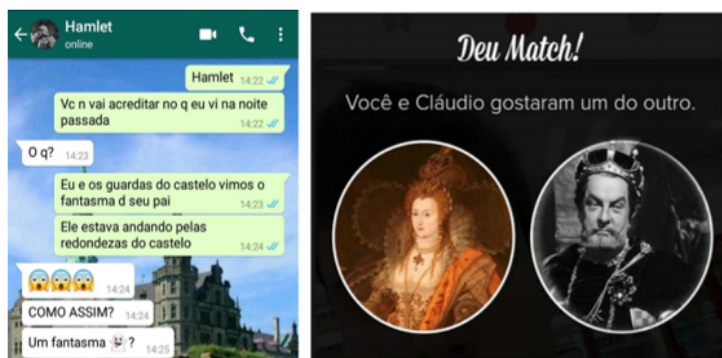 Hamlet
online
Hamlet 14:22
Vc n vai acreditar no q eu vi na noite
passada 14:22
O q? 14:23
Eu e os guardas do castelo vimos o
fantasma d seu pai 14:23
Ele estava andando pelas
redondezas do castelo 14:24
😱😱😱 14:24
COMO ASSIM? 14:24
Um fantasma 👻? 14:25
Deu Match!
Você e Cláudio gostaram um do outro.